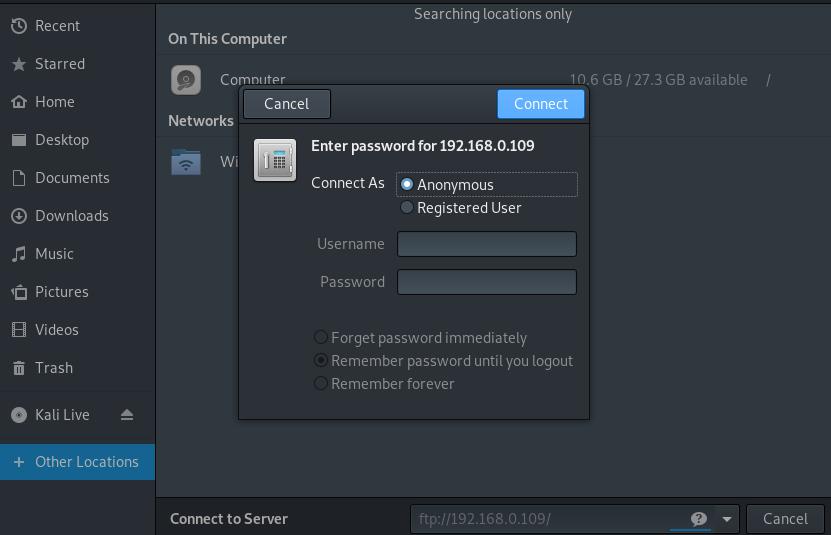 Searching locations only
Recent
Starred
Home
Desktop
Documents
Downloads
Music
Pictures
Videos
Trash
Kali Live
Other Locations
On This Computer
Computer 10.6 GB / 27.3 GB available /
Networks
Wi
Cancel Connect
Enter password for 192.168.0.109
Connect As Anonymous
Registered User
Username
Password
Forget password immediately
Remember password until you logout
Remember forever
Connect to Server ftp://192.168.0.109/ ? Cancel